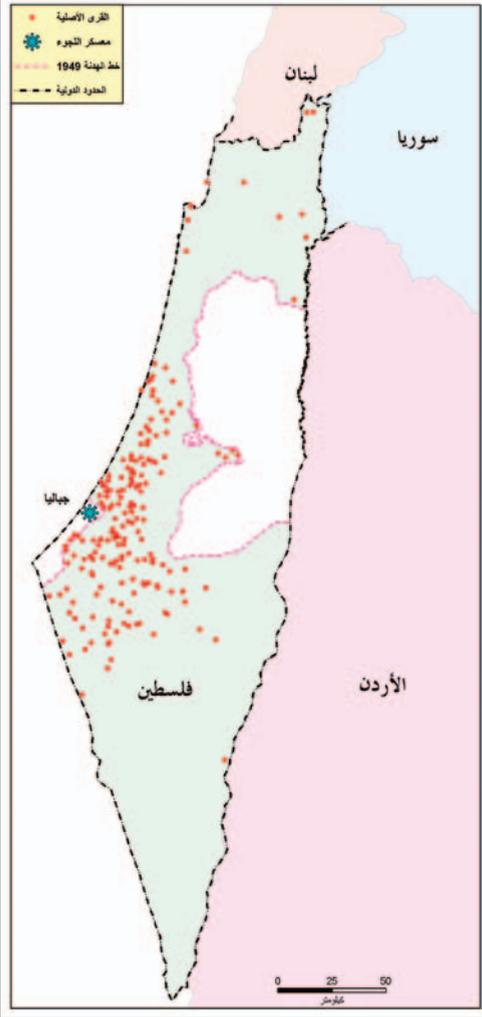 القرى الأصلية
معسكر اللجوء
خط الهدنة 1949
الحدود الدولية
لبنان
سوريا
جباليا
فلسطين
الأردن
0 25 50
كيلومتر